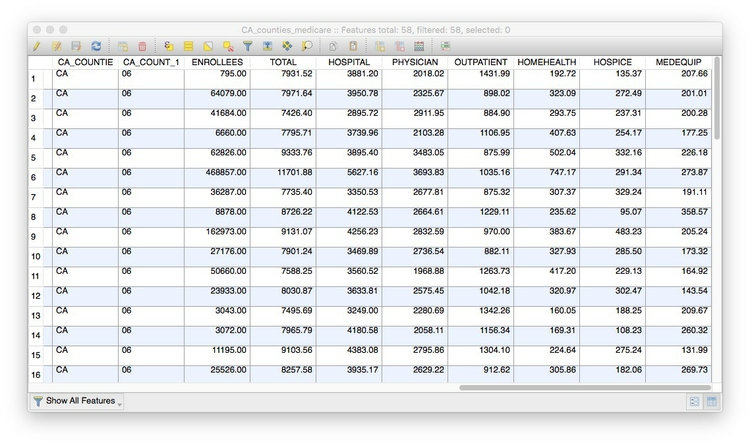 CA_counties_medicare :: Features total: 58, filtered: 58, selected: 0
CA_COUNTIE CA_COUNT_1 ENROLLEES TOTAL HOSPITAL PHYSICIAN OUTPATIENT HOMEHEALTH HOSPICE MEDEQUIP
1 CA 06 795.00 7931.52 3881.20 2018.02 1431.99 192.72 135.37 207.66
2 CA 06 64079.00 7971.64 3950.78 2325.67 898.02 323.09 272.49 201.01
3 CA 06 41684.00 7426.40 2895.72 2911.95 884.90 293.75 237.31 200.28
4 CA 06 6660.00 7795.71 3739.96 2103.28 1106.95 407.63 254.17 177.25
5 CA 06 62826.00 9333.76 3895.40 3483.05 875.99 502.04 332.16 226.18
6 CA 06 468857.00 11701.88 5627.16 3693.83 1035.16 747.17 291.34 273.87
7 CA 06 36287.00 7735.40 3350.53 2677.81 875.32 307.37 329.24 191.11
8 CA 06 8878.00 8726.22 4122.53 2664.61 1229.11 235.62 95.07 358.57
9 CA 06 162973.00 9131.07 4256.23 2832.59 970.00 383.67 483.23 205.24
10 CA 06 27176.00 7901.24 3469.89 2736.54 882.11 327.93 285.50 173.32
11 CA 06 50660.00 7588.25 3560.52 1968.88 1263.73 417.20 229.13 164.92
12 CA 06 23933.00 8030.87 3633.45 2575.45 1042.18 320.97 302.47 143.54
13 CA 06 3043.00 7495.69 3249.00 2280.69 1342.26 160.05 188.25 209.67
14 CA 06 3072.00 7965.79 4180.58 2058.11 1156.34 169.31 108.23 260.32
15 CA 06 11195.00 9103.56 4383.08 2795.86 1304.10 224.64 275.24 131.99
16 CA 06 25526.00 8257.58 3935.17 2629.22 912.62 305.86 182.06 269.73
Show All Features